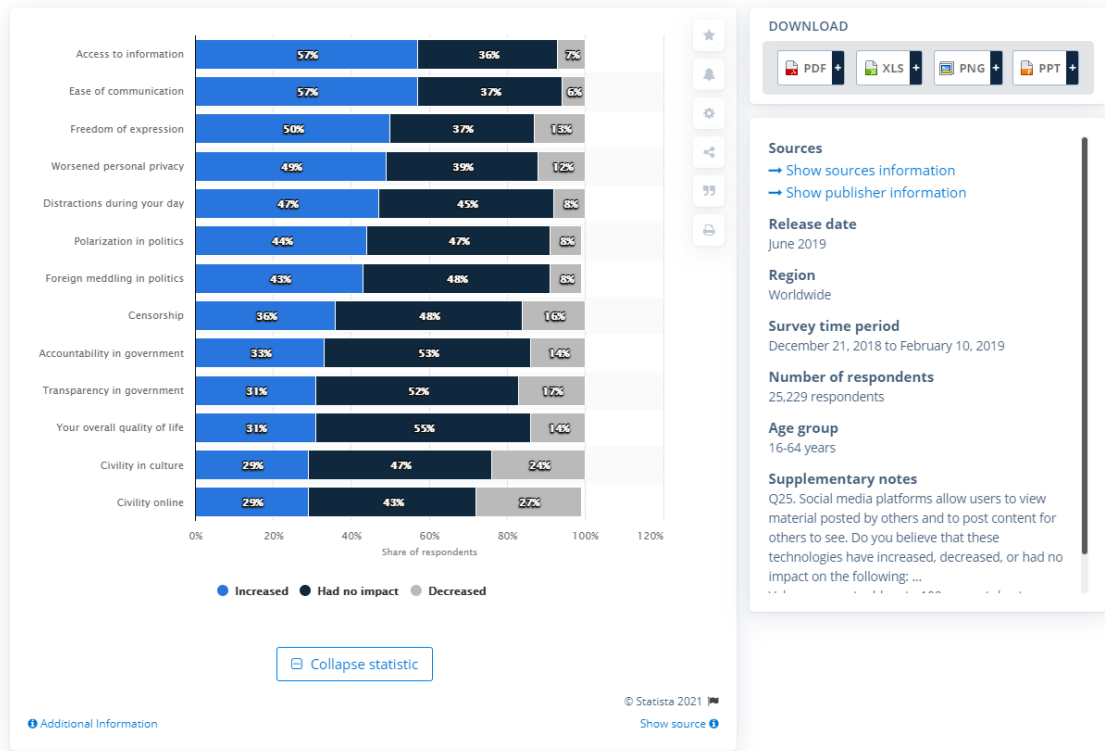 Access to information 57% 36% 7%
Ease of communication 57% 37% 6%
Freedom of expression 50% 37% 13%
Worsened personal privacy 49% 39% 12%
Distractions during your day 47% 45% 8%
Polarization in politics 44% 47% 8%
Foreign meddling in politics 43% 48% 8%
Censorship 36% 48% 16%
Accountability in government 33% 53% 14%
Transparency in government 31% 52% 17%
Your overall quality of life 31% 55% 14%
Civility in culture 29% 47% 24%
Civility online 29% 43% 27%
0% 20% 40% 60% 80% 100% 120%
Share of respondents
Increased Had no impact Decreased
Collapse statistic
© Statista 2021
Additional Information
Show source
DOWNLOAD
PDF + XLS + PNG + PPT +
Sources
→ Show sources information
→ Show publisher information
Release date
June 2019
Region
Worldwide
Survey time period
December 21, 2018 to February 10, 2019
Number of respondents
25,229 respondents
Age group
16-64 years
Supplementary notes
Q25. Social media platforms allow users to view
material posted by others and to post content for
others to see. Do you believe that these
technologies have increased, decreased, or had no
impact on the following: ...